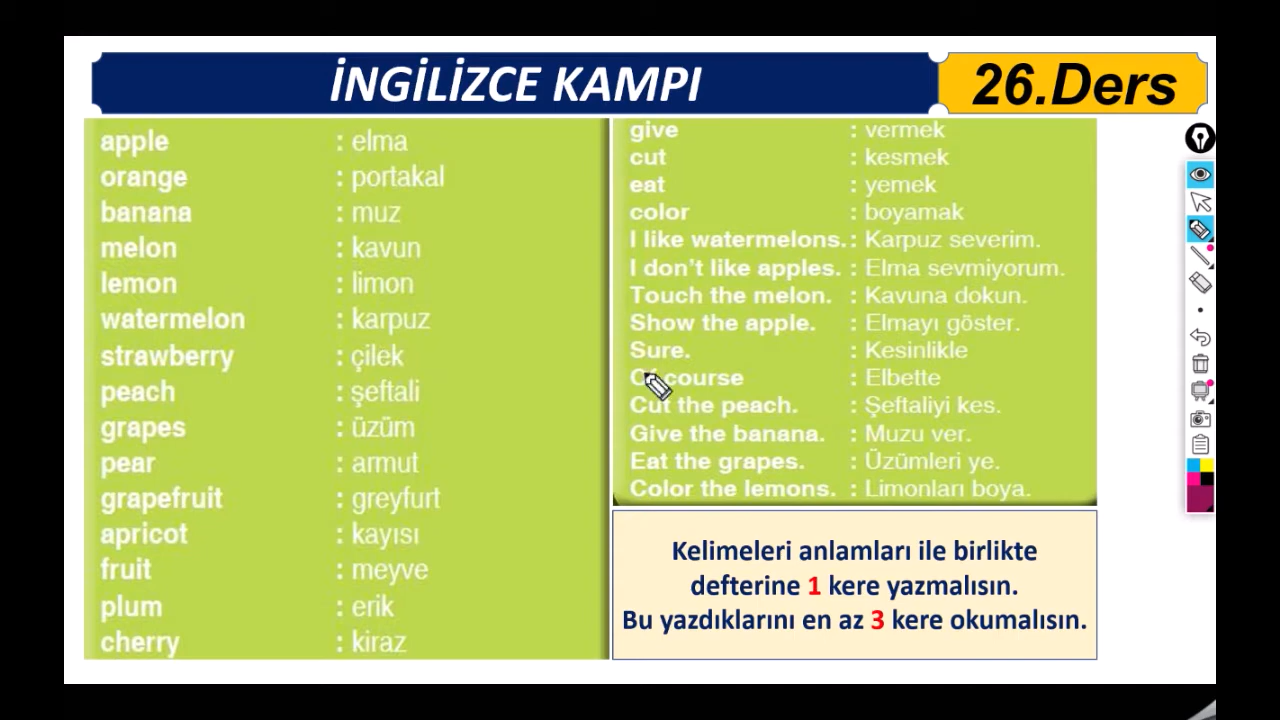 İNGİLİZCE KAMPI
26.Ders
apple : elma
orange : portakal
banana : muz
melon : kavun
lemon : limon
watermelon : karpuz
strawberry : çilek
peach : şeftali
grapes : üzüm
pear : armut
grapefruit : greyfurt
apricot : kayısı
fruit : meyve
plum : erik
cherry : kiraz
give : vermek
cut : kesmek
eat : yemek
color : boyamak
I like watermelons. : Karpuz severim.
I don't like apples. : Elma sevmiyorum.
Touch the melon. : Kavuna dokun.
Show the apple. : Elmayı göster.
Sure. : Kesinlikle
Of course : Elbette
Cut the peach. : Şeftaliyi kes.
Give the banana. : Muzu ver.
Eat the grapes. : Üzümleri ye.
Color the lemons. : Limonları boya.
Kelimeleri anlamları ile birlikte
defterine 1 kere yazmalısın.
Bu yazdıklarını en az 3 kere okumalısın.